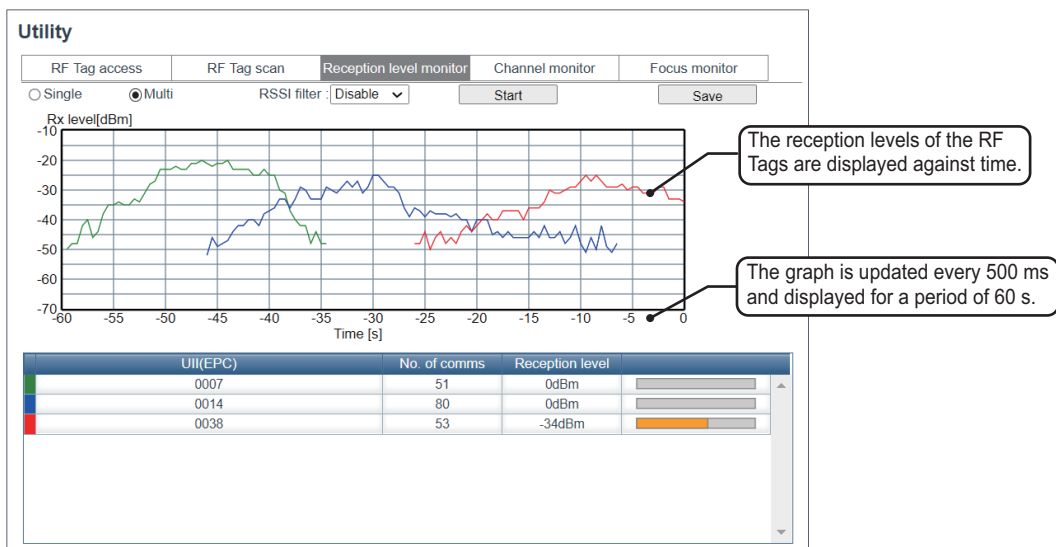 Utility
RF Tag access RF Tag scan Reception level monitor Channel monitor Focus monitor
Single Multi RSSI filter : Disable Start Save
Rx level[dBm]
-10
-20
-30
-40
-50
-60
-70
-60 -55 -50 -45 -40 -35 -30 -25 -20 -15 -10 -5 0
Time [s]
The reception levels of the RF
Tags are displayed against time.
The graph is updated every 500 ms
and displayed for a period of 60 s.
UII(EPC) No. of comms Reception level
0007 51 0dBm
0014 80 0dBm
0038 53 -34dBm